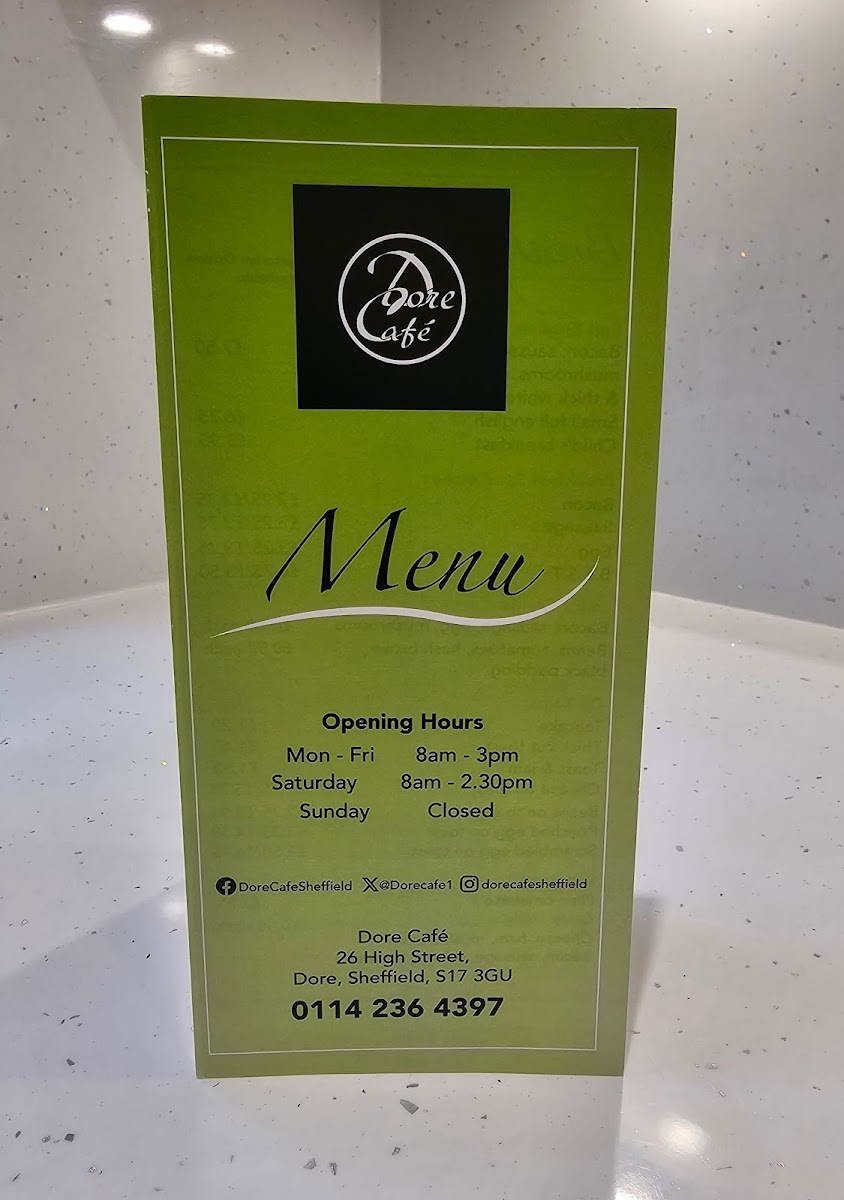 Dore
Café
Menu
Opening Hours
Mon - Fri 8am - 3pm
Saturday 8am - 2.30pm
Sunday Closed
DoreCafeSheffield @Dorecafe1 dorecafesheffield
Dore Café
26 High Street,
Dore, Sheffield, S17 3GU
0114 236 4397